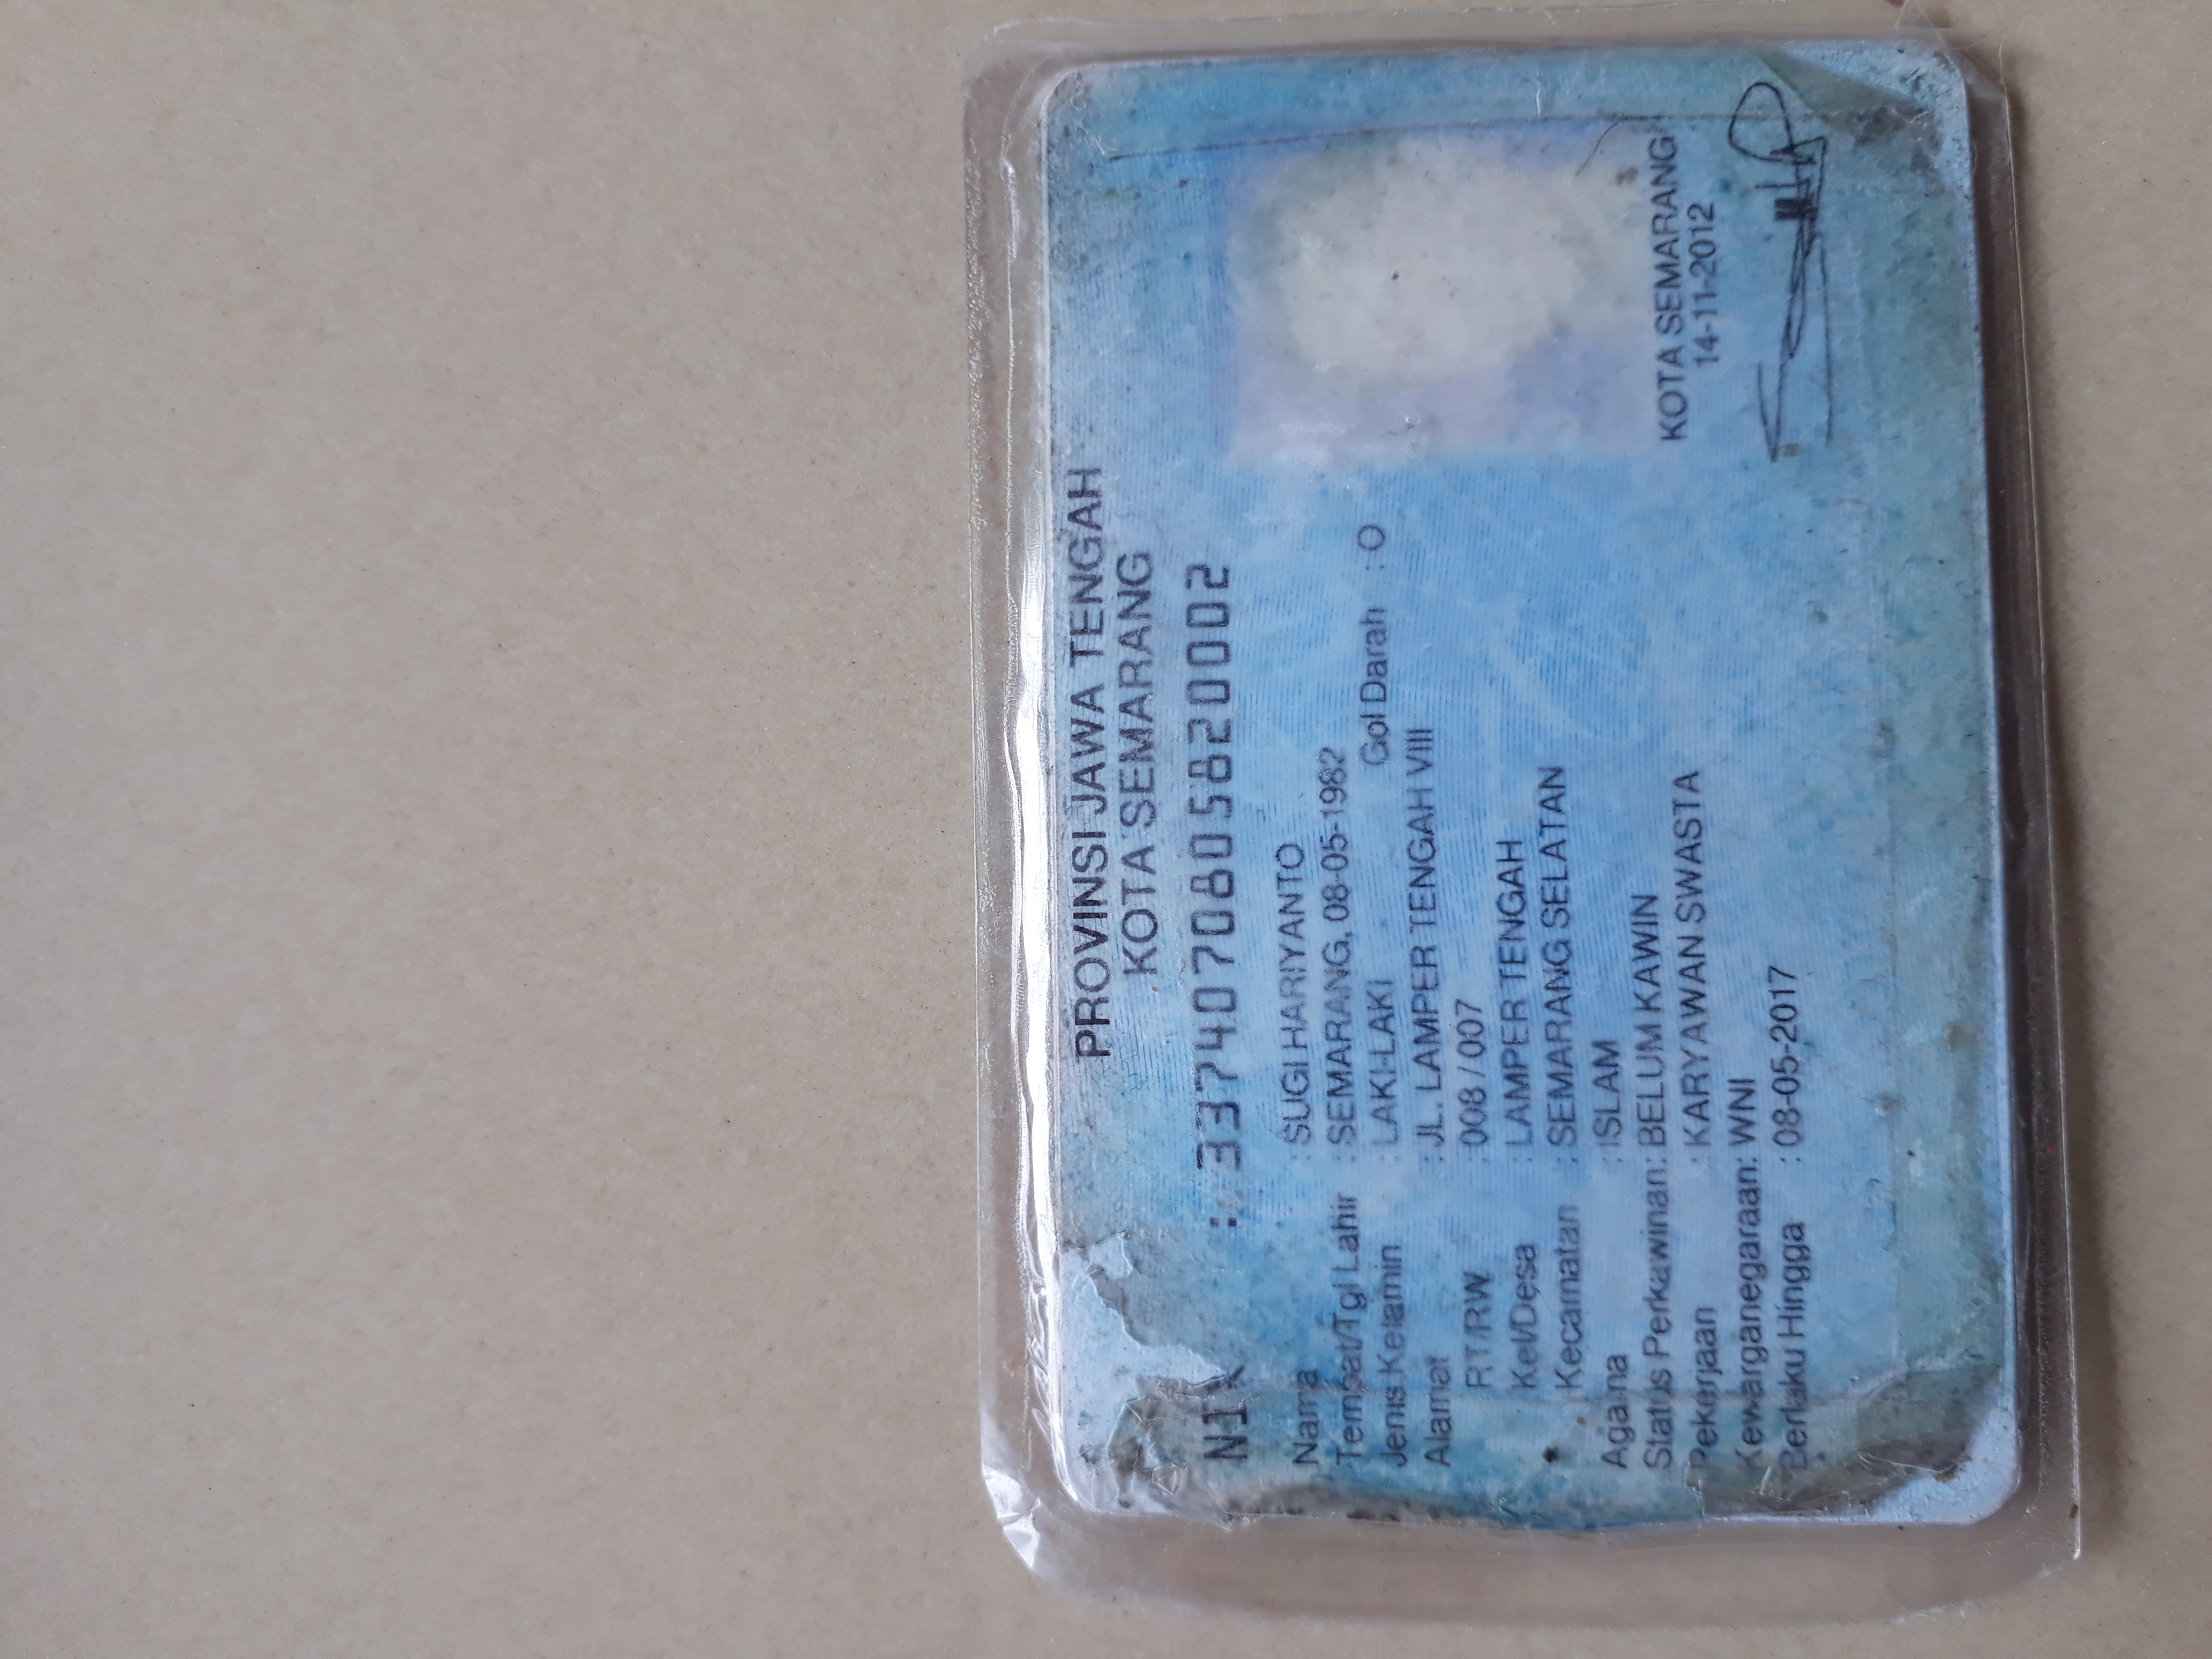 PROVINSI JAWA TENGAH
KOTA SEMARANG
NIK : 3374070805820002
Nama : SUGI HARIYANTO
Tempat/Tgl Lahir : SEMARANG, 08-05-1982
Jenis Kelamin : LAKI-LAKI Gol Darah : O
Alamat : JL. LAMPER TENGAH VIII
RT/RW : 008 / 007
Kel/Desa : LAMPER TENGAH
Kecamatan : SEMARANG SELATAN
Agama : ISLAM
Status Perkawinan: BELUM KAWIN
Pekerjaan : KARYAWAN SWASTA
Kewarganegaraan: WNI
Berlaku Hingga : 08-05-2017
KOTA SEMARANG
14-11-2012